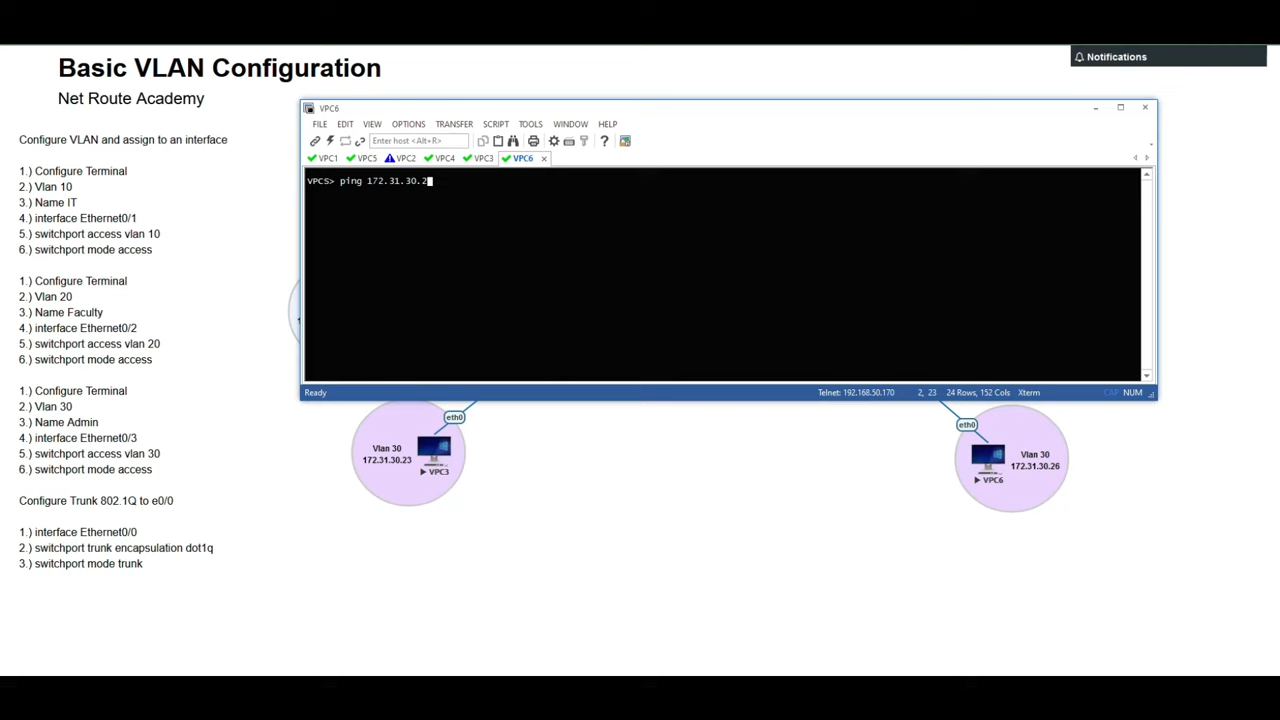 Basic VLAN Configuration
Net Route Academy
Notifications
Configure VLAN and assign to an interface
1.) Configure Terminal
2.) Vlan 10
3.) Name IT
4.) interface Ethernet0/1
5.) switchport access vlan 10
6.) switchport mode access
1.) Configure Terminal
2.) Vlan 20
3.) Name Faculty
4.) interface Ethernet0/2
5.) switchport access vlan 20
6.) switchport mode access
1.) Configure Terminal
2.) Vlan 30
3.) Name Admin
4.) interface Ethernet0/3
5.) switchport access vlan 30
6.) switchport mode access
Configure Trunk 802.1Q to e0/0
1.) interface Ethernet0/0
2.) switchport trunk encapsulation dot1q
3.) switchport mode trunk
VPC6
FILE EDIT VIEW OPTIONS TRANSFER SCRIPT TOOLS WINDOW HELP
Enter host <Alt+R>
VPC1 VPC5 VPC2 VPC4 VPC3 VPC6
VPCS> ping 172.31.30.2
Ready Telnet: 192.168.50.170 2, 23 24 Rows, 152 Cols Xterm CAP NUM
eth0
Vlan 30
172.31.30.23
VPC3
eth0
Vlan 30
172.31.30.26
VPC6